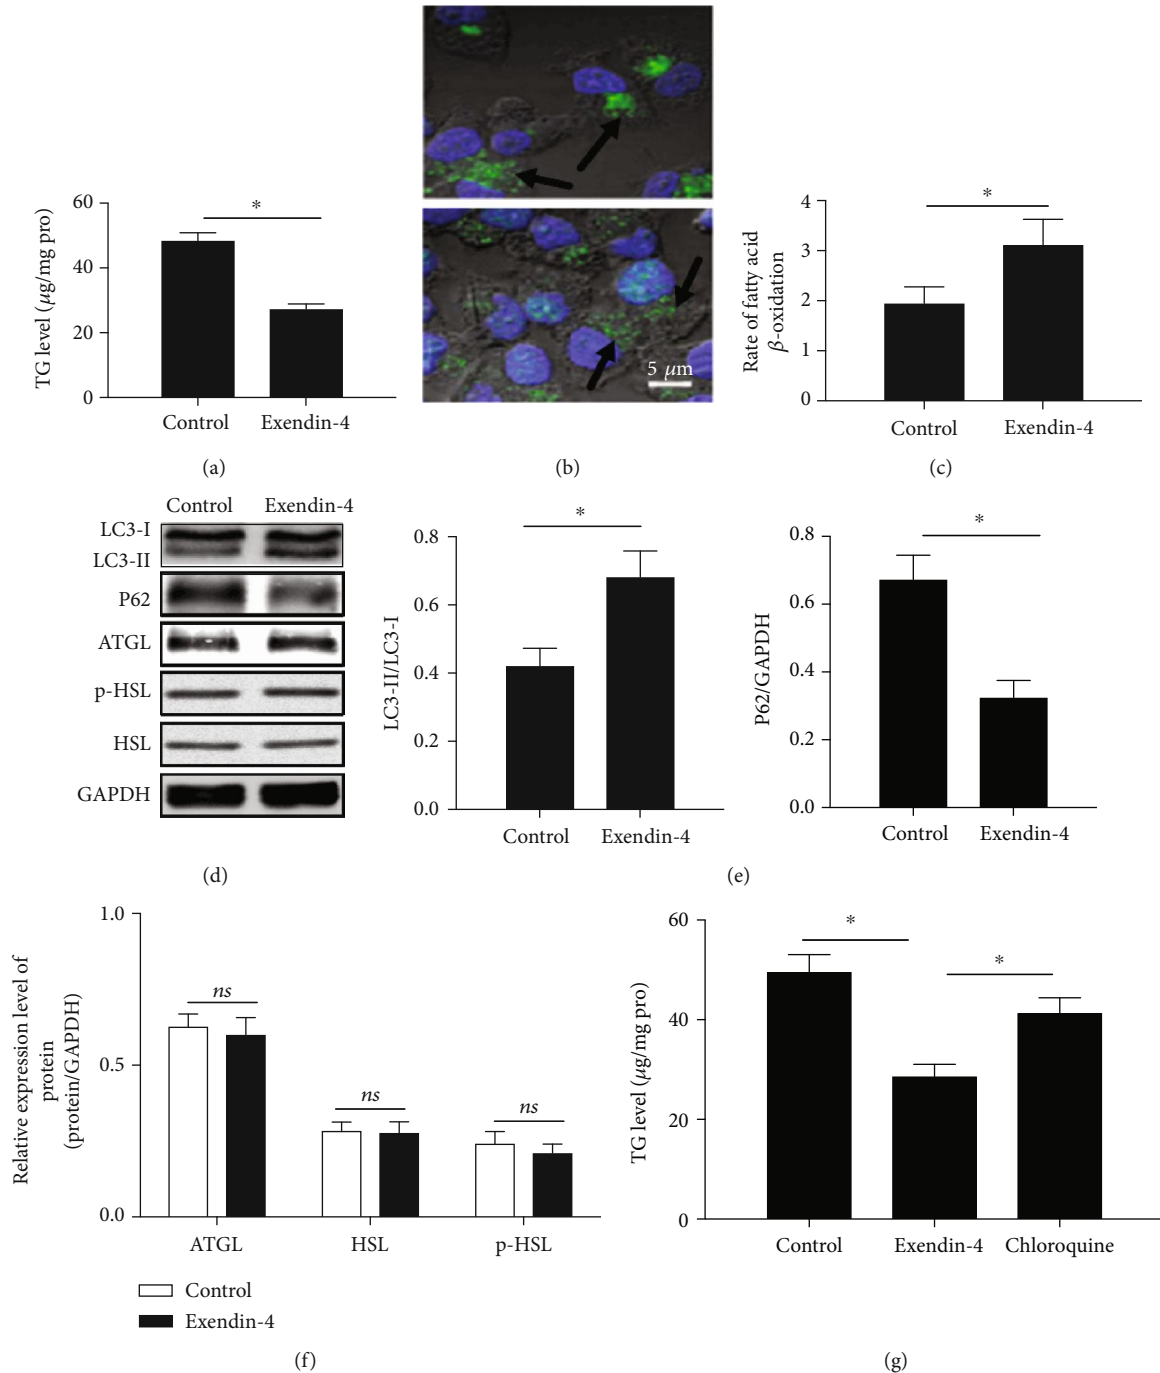 60
40
20
0
TG level (μg/mg pro)
*
Control Exendin-4
(a)
5 μm
(b)
4
3
2
1
0
Rate of fatty acid
β-oxidation
*
Control Exendin-4
(c)
Control Exendin-4
LC3-I
LC3-II
P62
ATGL
p-HSL
HSL
GAPDH
(d)
0.8
0.6
0.4
0.2
0.0
LC3-II/LC3-I
*
Control Exendin-4
0.8
0.6
0.4
0.2
0.0
P62/GAPDH
*
Control Exendin-4
(e)
1.0
0.5
0.0
Relative expression level of
protein
(protein/GAPDH)
ns
ns
ns
ATGL HSL p-HSL
Control
Exendin-4
(f)
60
40
20
0
TG level (μg/mg pro)
*
*
Control Exendin-4 Chloroquine
(g)